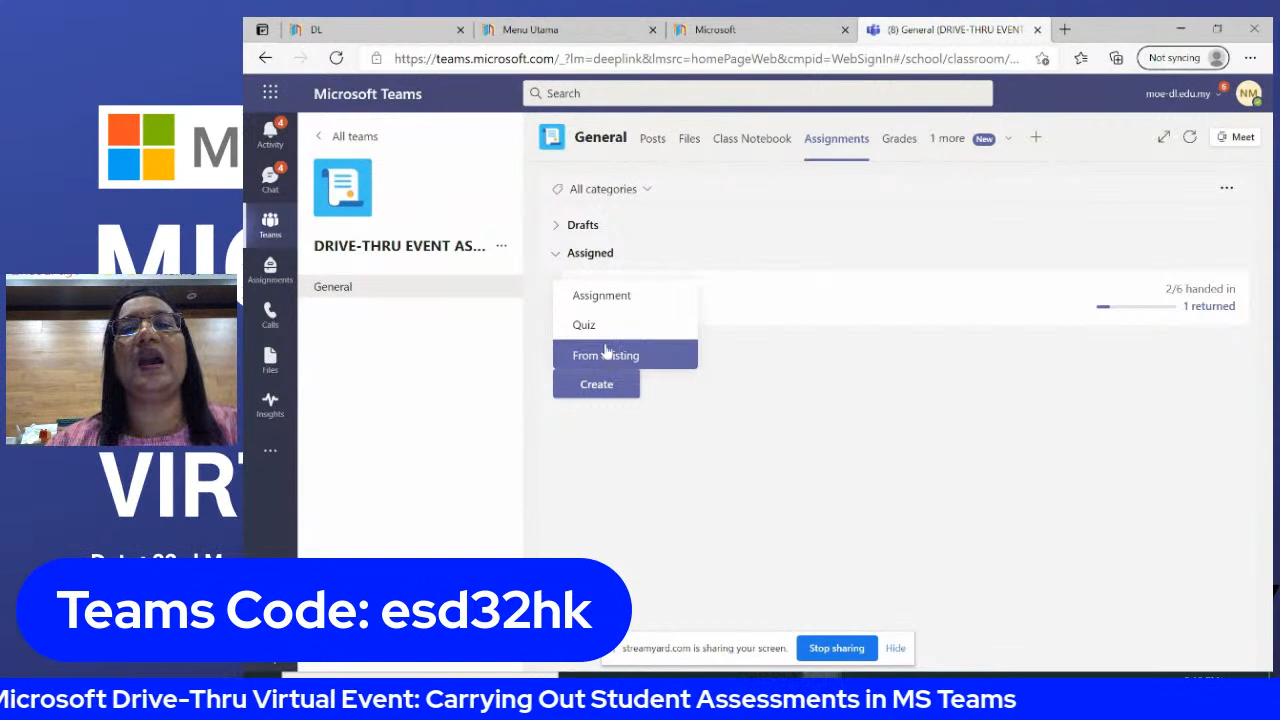 DL
Menu Utama
Microsoft
(8) General (DRIVE-THRU EVENT
https://teams.microsoft.com/_?lm=deeplink&lmsrc=homePageWeb&cmpid=WebSignIn#/school/classroom/...
Not syncing
Microsoft Teams
Search
moe-dl.edu.my
6
NM
4
Activity
4
Chat
Teams
Assignments
Calls
Files
Insights
All teams
DRIVE-THRU EVENT AS...
General
General
Posts
Files
Class Notebook
Assignments
Grades
1 more
New
Meet
All categories
Drafts
Assigned
Assignment
Quiz
From existing
Create
2/6 handed in
1 returned
M
MIC
VIRT
Teams Code: esd32hk
streamyard.com is sharing your screen.
Stop sharing
Hide
Microsoft Drive-Thru Virtual Event: Carrying Out Student Assessments in MS Teams